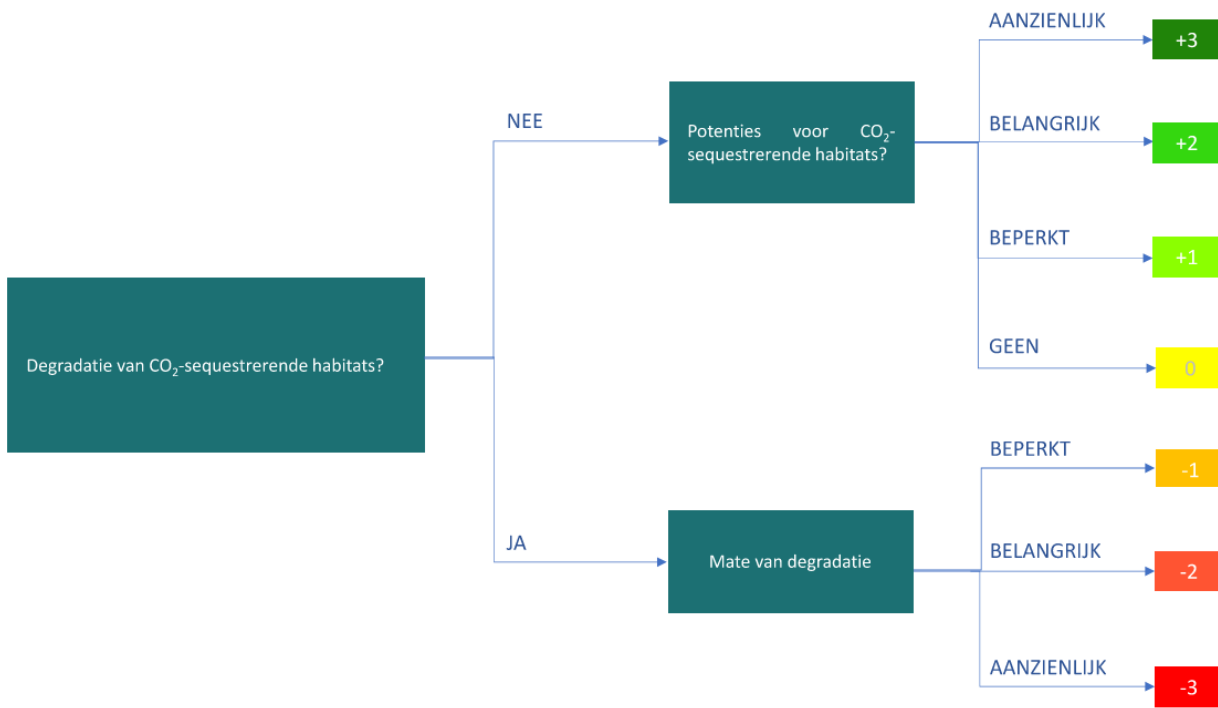 AANZIENLIJK
+3
NEE
Potenties voor CO₂-
sequestrerende habitats?
BELANGRIJK
+2
BEPERKT
+1
GEEN
0
Degradatie van CO₂-sequestrerende habitats?
BEPERKT
-1
JA
Mate van degradatie
BELANGRIJK
-2
AANZIENLIJK
-3